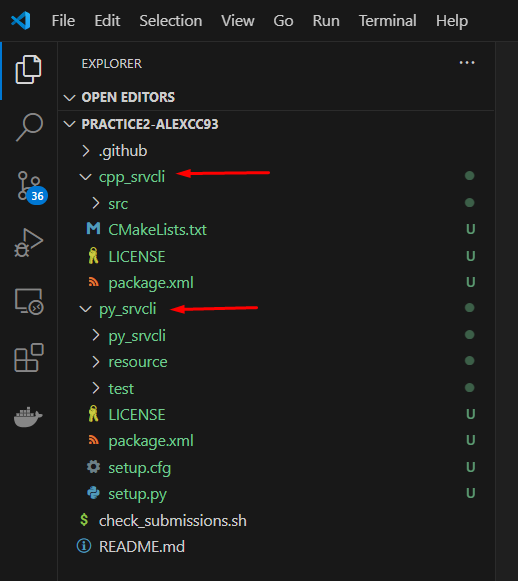 File Edit Selection View Go Run Terminal Help
EXPLORER
OPEN EDITORS
PRACTICE2-ALEXCC93
.github
cpp_srvcli
src
CMakeLists.txt U
LICENSE U
package.xml U
py_srvcli
py_srvcli
resource
test
LICENSE U
package.xml U
setup.cfg U
setup.py U
check_submissions.sh
README.md
36